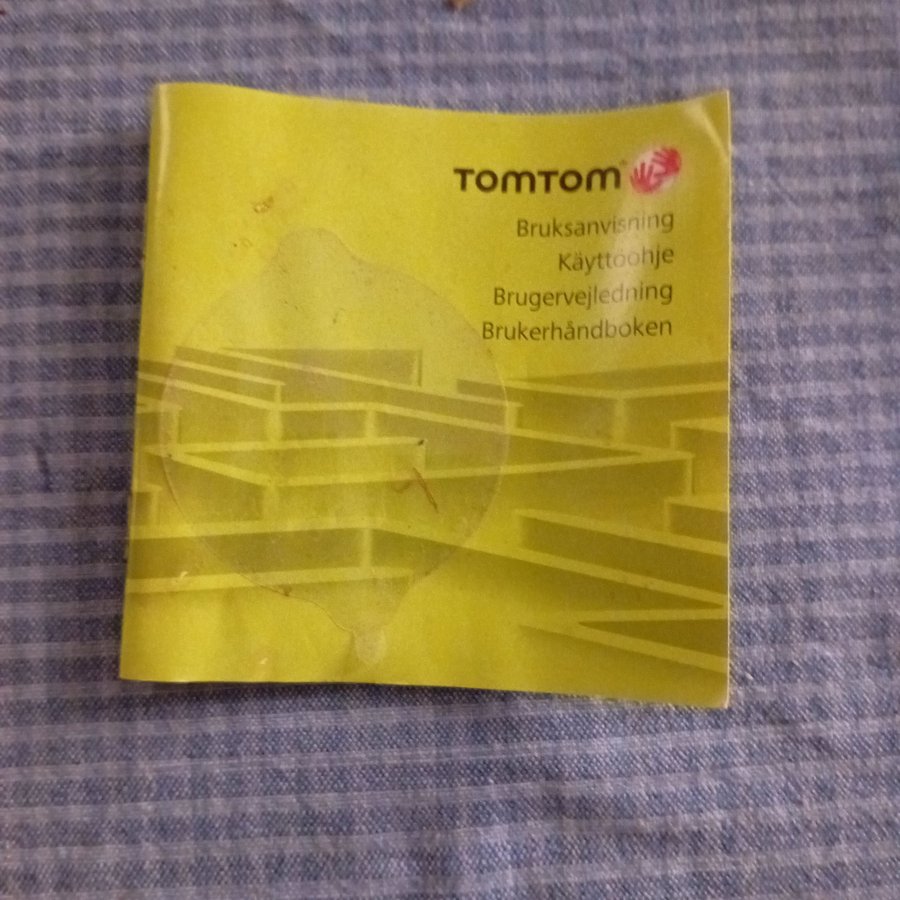 TOMTOM
Bruksanvisning
Käyttöohje
Brugervejledning
Brukerhåndboken